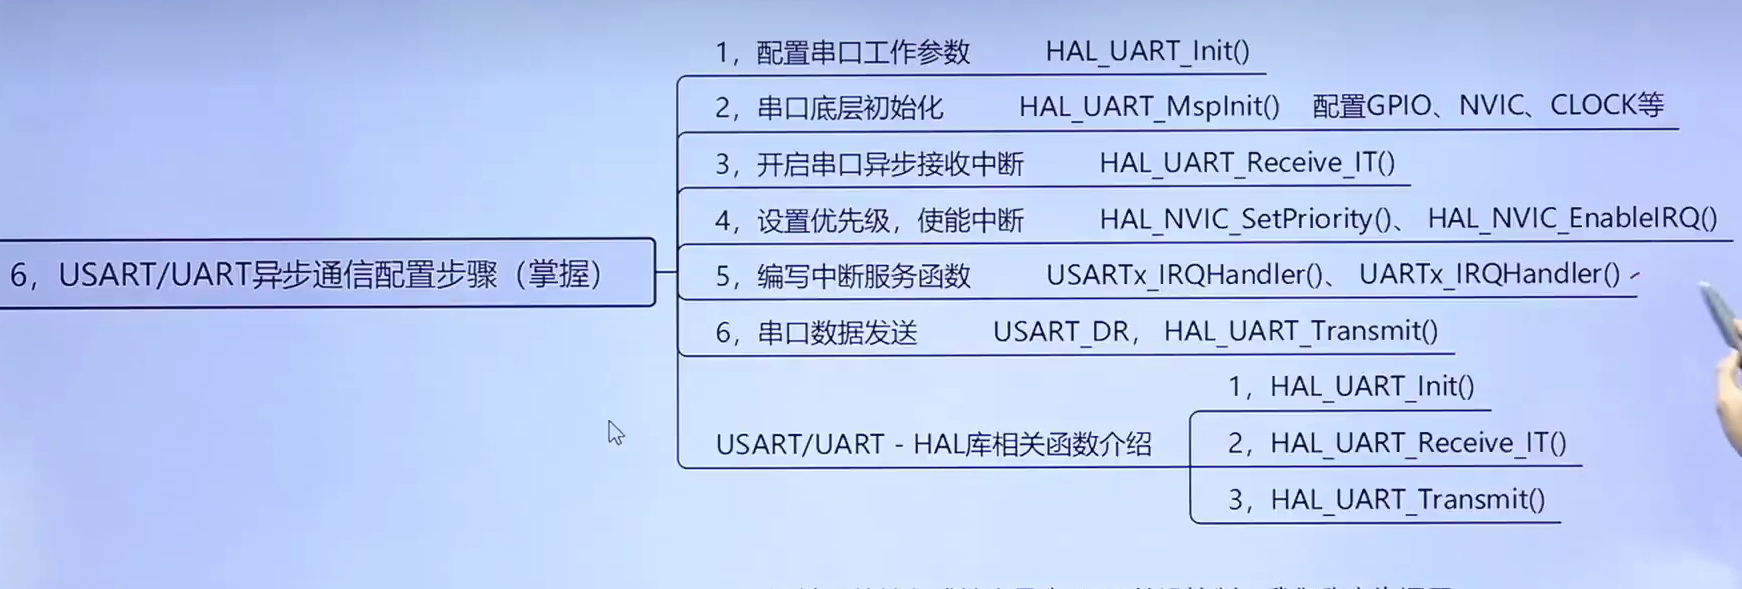 1，配置串口工作参数 HAL_UART_Init()
2，串口底层初始化 HAL_UART_MspInit() 配置GPIO、NVIC、CLOCK等
3，开启串口异步接收中断 HAL_UART_Receive_IT()
4，设置优先级，使能中断 HAL_NVIC_SetPriority()、 HAL_NVIC_EnableIRQ()
6，USART/UART异步通信配置步骤（掌握）
5，编写中断服务函数 USARTx_IRQHandler()、 UARTx_IRQHandler()
6，串口数据发送 USART_DR， HAL_UART_Transmit()
USART/UART - HAL库相关函数介绍
1，HAL_UART_Init()
2，HAL_UART_Receive_IT()
3，HAL_UART_Transmit()